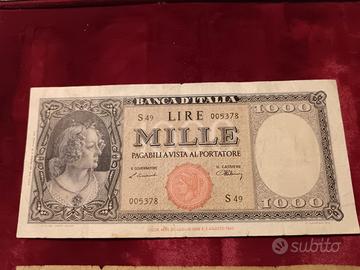 BANCA D'ITALIA
S 49 LIRE 005378
1000 MILLE 1000
PAGABILI A VISTA AL PORTATORE
IL GOVERNATORE IL CASSIERE
005378 S 49
1000
subito